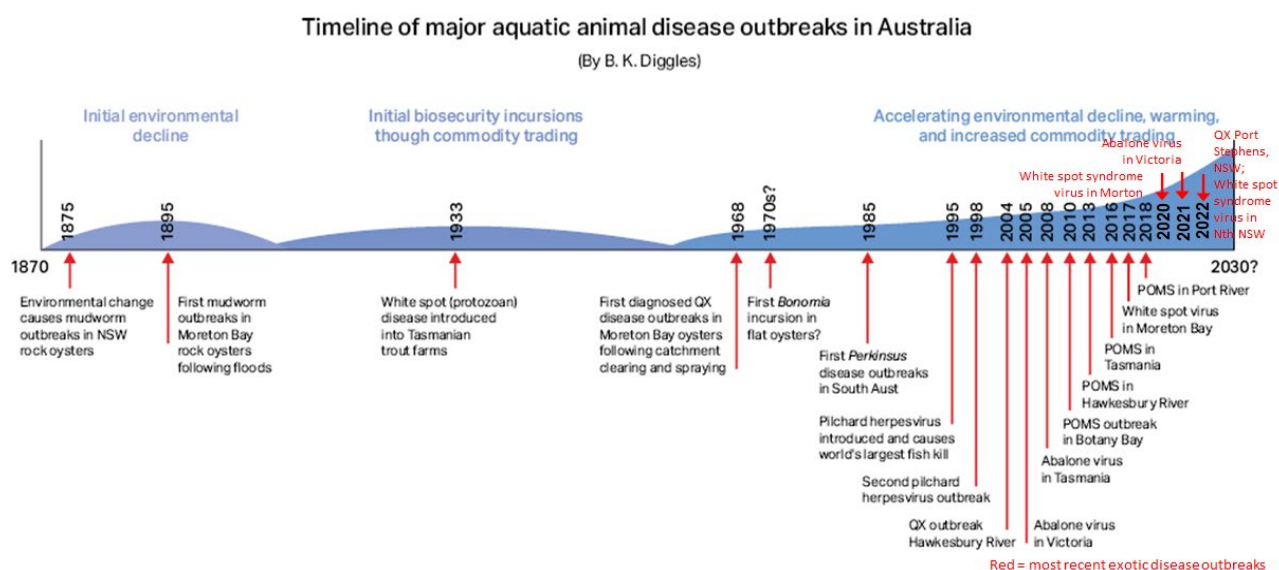 Timeline of major aquatic animal disease outbreaks in Australia
(By B. K. Diggles)
Initial environmental
decline
Initial biosecurity incursions
though commodity trading
Accelerating environmental decline, warming,
and increased commodity trading
Abalone virus
in Victoria
White spot syndrome
virus in Morton
QX Port
Stephens,
NSW;
White spot
syndrome
virus in
Nth NSW
1875
1895
1933
1968
1970s?
1985
1995
1998
2004
2005
2008
2010
2013
2016
2017
2018
2020
2021
2022
1870
2030?
Environmental change
causes mudworm
outbreaks in NSW
rock oysters
First mudworm
outbreaks in
Moreton Bay
rock oysters
following floods
White spot (protozoan)
disease introduced
into Tasmanian
trout farms
First diagnosed QX
disease outbreaks in
Moreton Bay oysters
following catchment
clearing and spraying
First Bonomia
incursion in
flat oysters?
First Perkinsus
disease outbreaks
in South Aust
Pilchard herpesvirus
introduced and causes
world's largest fish kill
Second pilchard
herpesvirus outbreak
QX outbreak
Hawkesbury River
Abalone virus
in Victoria
Abalone virus
in Tasmania
POMS outbreak
in Botany Bay
POMS in
Hawkesbury River
POMS in
Tasmania
White spot virus
in Moreton Bay
POMS in Port River
Red = most recent exotic disease outbreaks